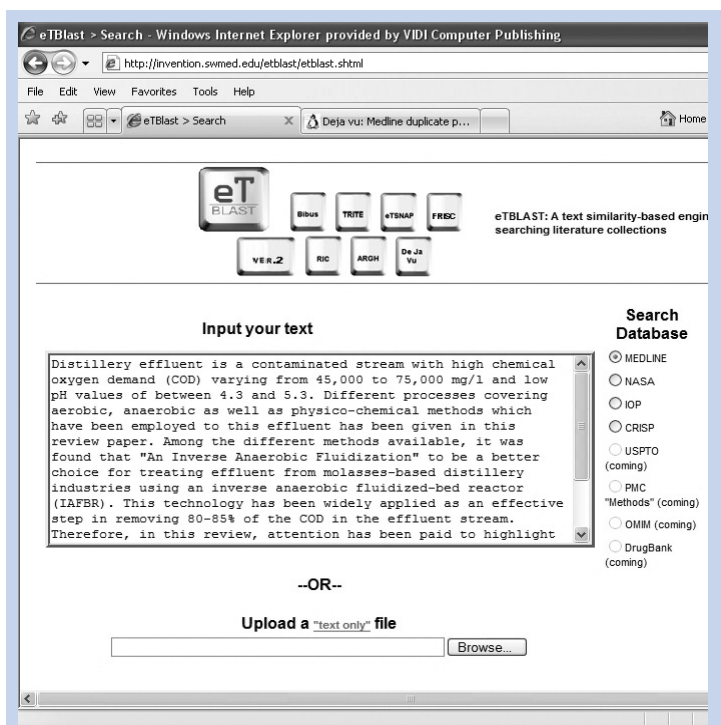 eTBlast > Search - Windows Internet Explorer provided by VIDI Computer Publishing
http://invention.swmed.edu/etblast/etblast.shtml
File Edit View Favorites Tools Help
eTBlast > Search
Deja vu: Medline duplicate p...
Home
eT
BLAST
Bibus
TRITE
eTSNAP
FRISC
VER.2
RIC
ARGH
De Ja
Vu
eTBLAST: A text similarity-based engin
searching literature collections
Input your text
Distillery effluent is a contaminated stream with high chemical
oxygen demand (COD) varying from 45,000 to 75,000 mg/l and low
pH values of between 4.3 and 5.3. Different processes covering
aerobic, anaerobic as well as physico-chemical methods which
have been employed to this effluent has been given in this
review paper. Among the different methods available, it was
found that "An Inverse Anaerobic Fluidization" to be a better
choice for treating effluent from molasses-based distillery
industries using an inverse anaerobic fluidized-bed reactor
(IAFBR). This technology has been widely applied as an effective
step in removing 80-85% of the COD in the effluent stream.
Therefore, in this review, attention has been paid to highlight
Search
Database
MEDLINE
NASA
IOP
CRISP
USPTO
(coming)
PMC
"Methods" (coming)
OMIM (coming)
DrugBank
(coming)
--OR--
Upload a "text only" file
Browse...